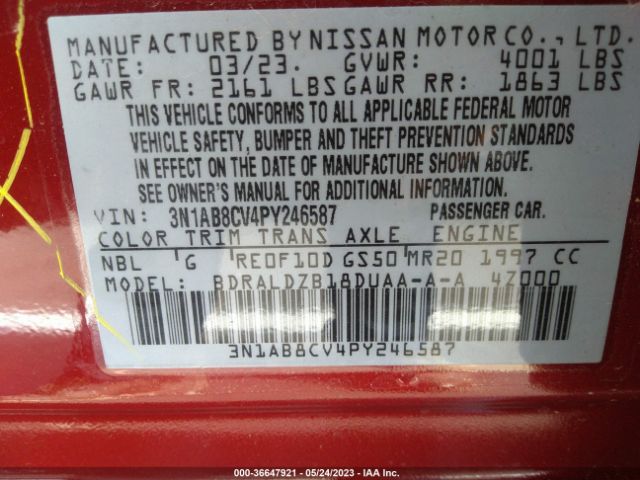 MANUFACTURED BY NISSAN MOTOR CO., LTD.
DATE: 03/23. GVWR: 4001 LBS
GAWR FR: 2161 LBS GAWR RR: 1863 LBS
THIS VEHICLE CONFORMS TO ALL APPLICABLE FEDERAL MOTOR
VEHICLE SAFETY, BUMPER AND THEFT PREVENTION STANDARDS
IN EFFECT ON THE DATE OF MANUFACTURE SHOWN ABOVE.
SEE OWNER'S MANUAL FOR ADDITIONAL INFORMATION.
VIN: 3N1AB8CV4PY246587 PASSENGER CAR.
COLOR TRIM TRANS AXLE ENGINE
NBL G RE0F10D GS50 MR20 1997 CC
MODEL: BDRALDZB18DUAA-A-A 4Z000
3N1AB8CV4PY246587
000-36647921 - 05/24/2023 - IAA Inc.